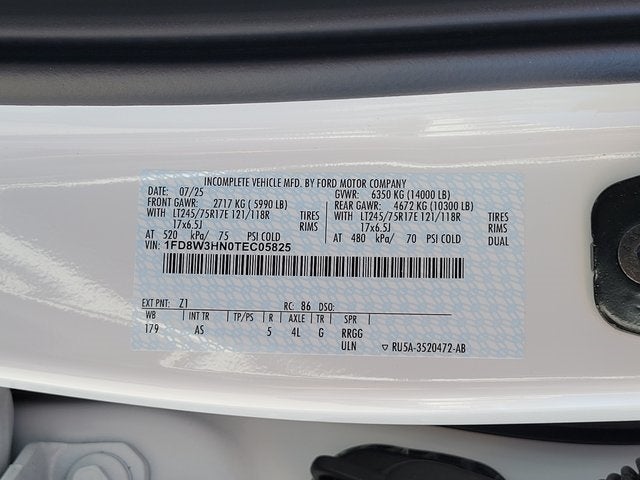 INCOMPLETE VEHICLE MFD. BY FORD MOTOR COMPANY
DATE: 07/25 GVWR: 6350 KG (14000 LB)
FRONT GAWR: 2717 KG ( 5990 LB) REAR GAWR: 4672 KG (10300 LB)
WITH LT245/75R17E 121/118R TIRES WITH LT245/75R17E 121/118R TIRES
17x6.5J RIMS 17x6.5J RIMS
AT 520 kPa/ 75 PSI COLD AT 480 kPa/ 70 PSI COLD DUAL
VIN: 1FD8W3HN0TEC05825
EXT PNT: Z1 RC: 86 DSO:
WB INT TR TP/PS R AXLE TR SPR
179 AS 5 4L G RRGG
ULN RU5A-3520472-AB